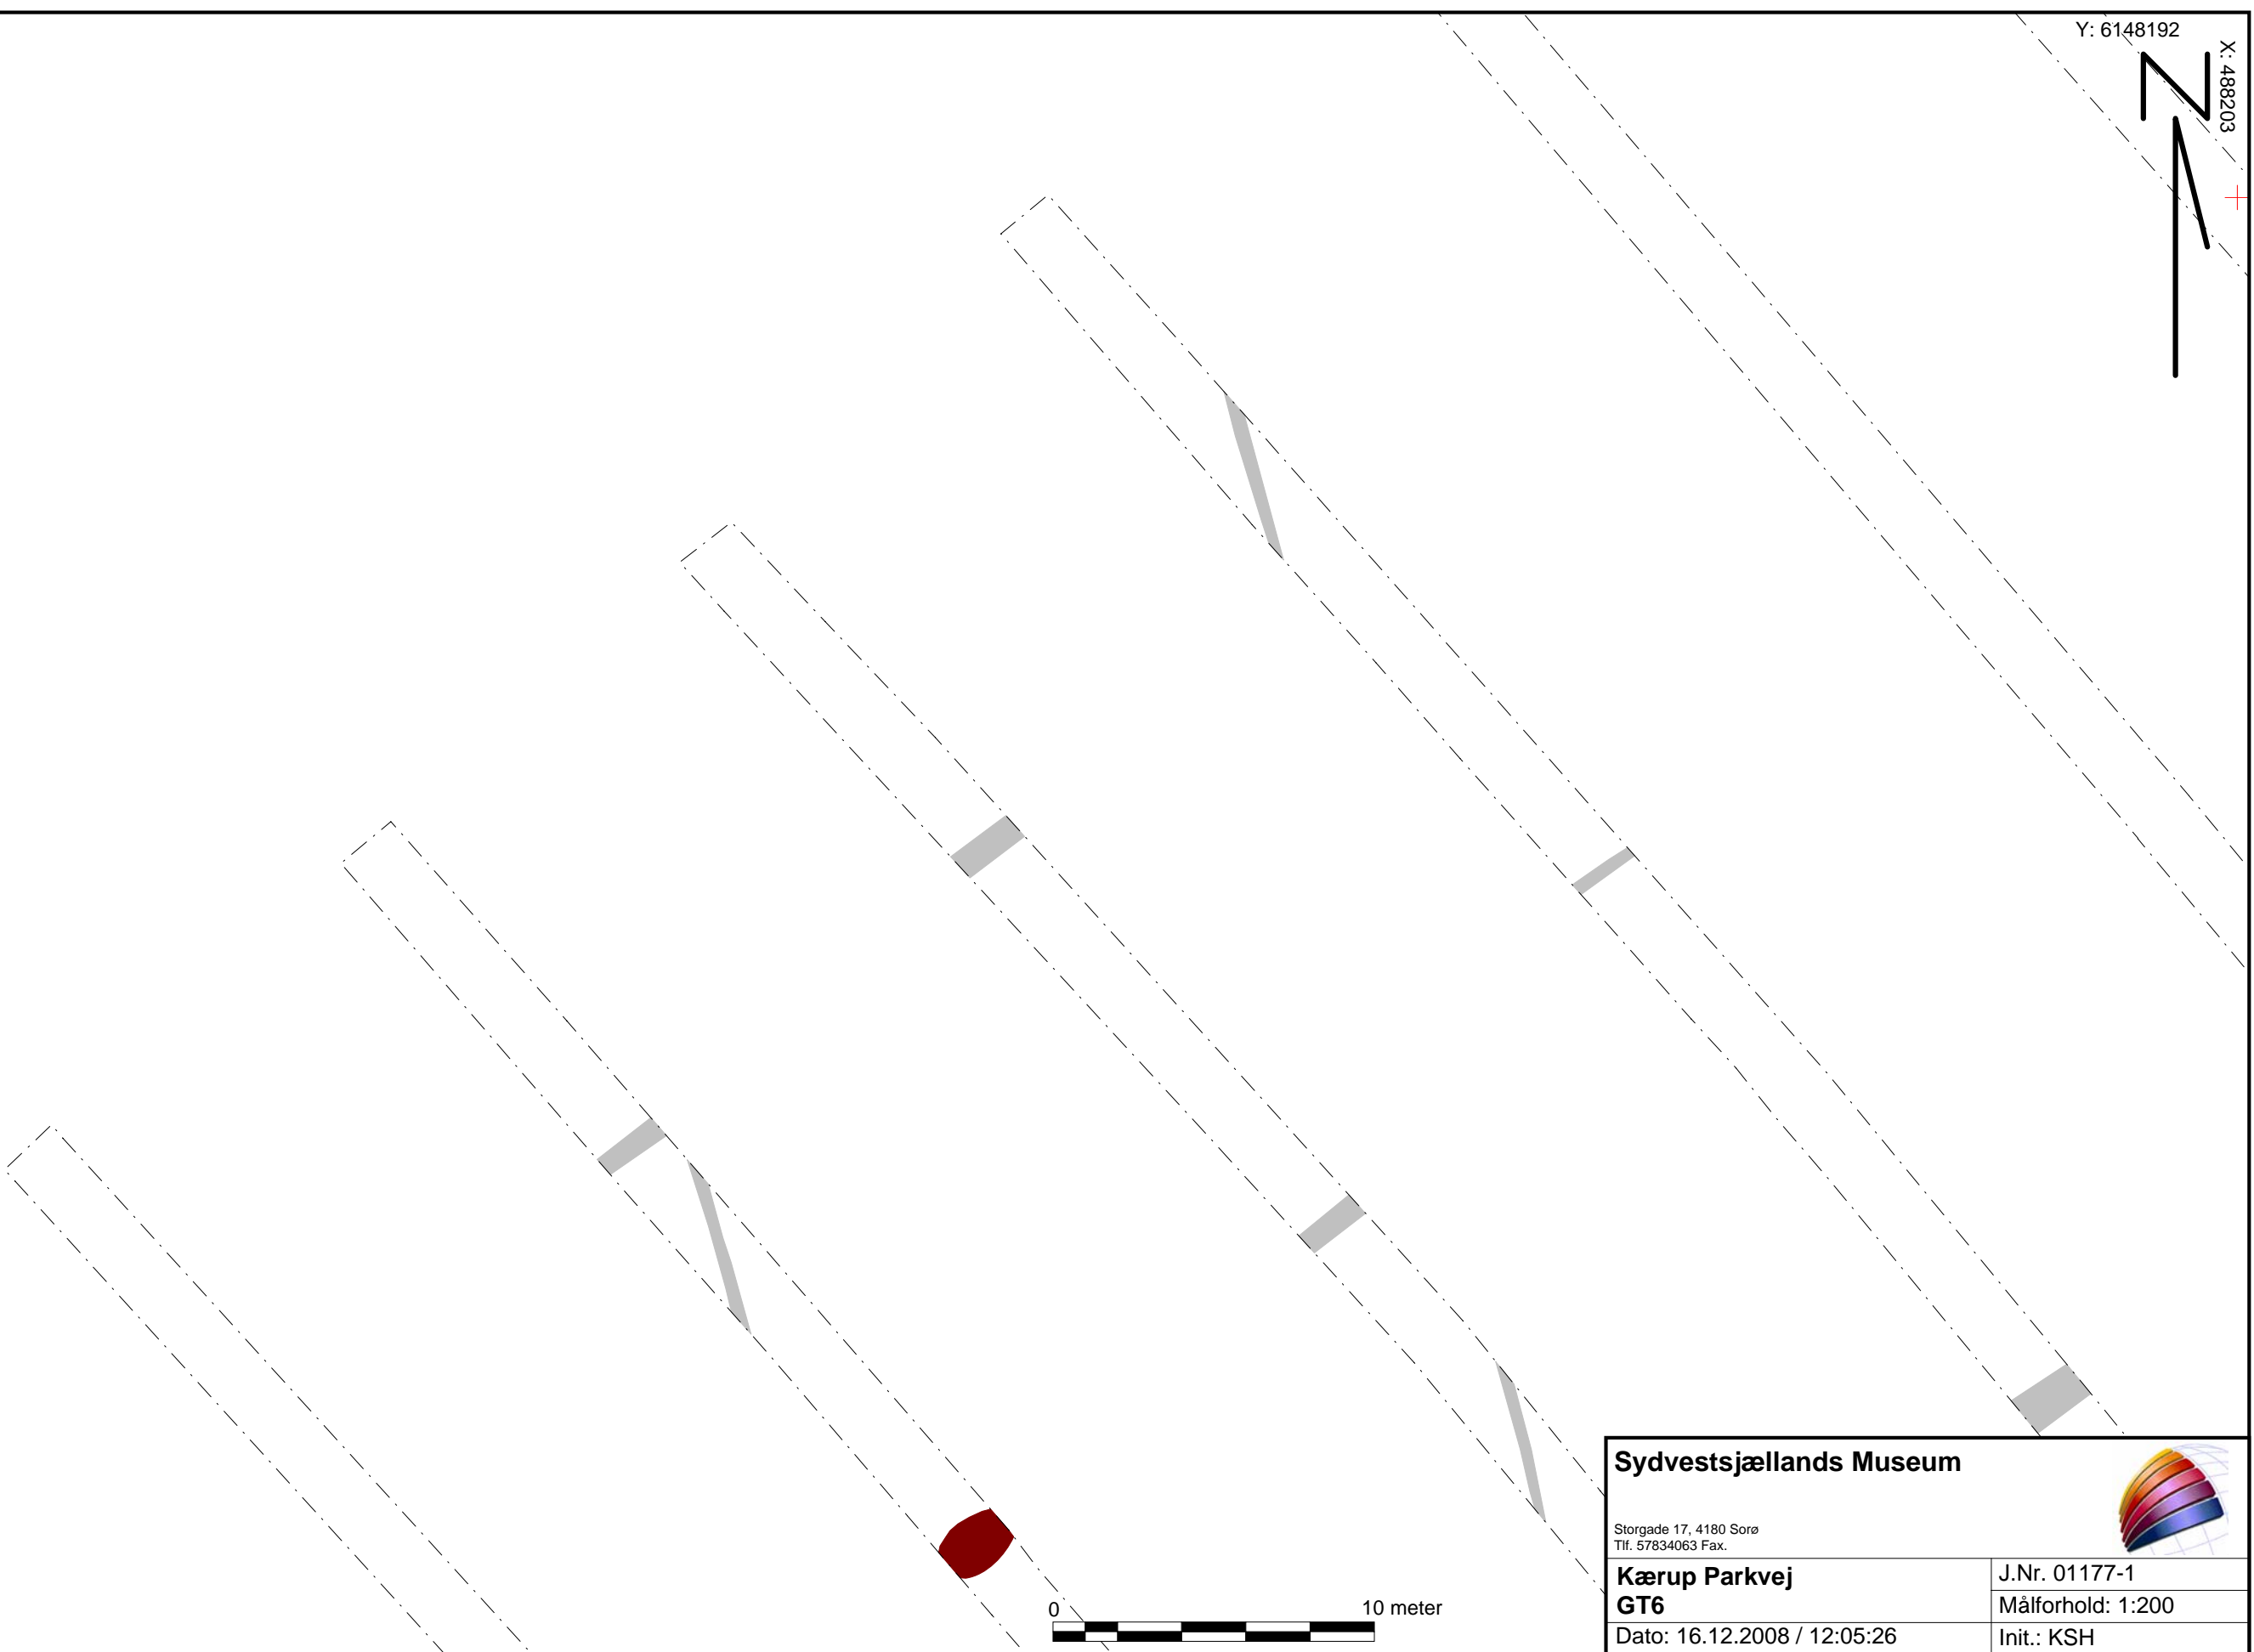 Y: 6148192
X: 488203
0
10 meter
Sydvestsjællands Museum
Storgade 17, 4180 Sorø
Tlf. 57834063 Fax.
Kærup Parkvej
GT6
Dato: 16.12.2008 / 12:05:26
J.Nr. 01177-1
Målforhold: 1:200
Init.: KSH